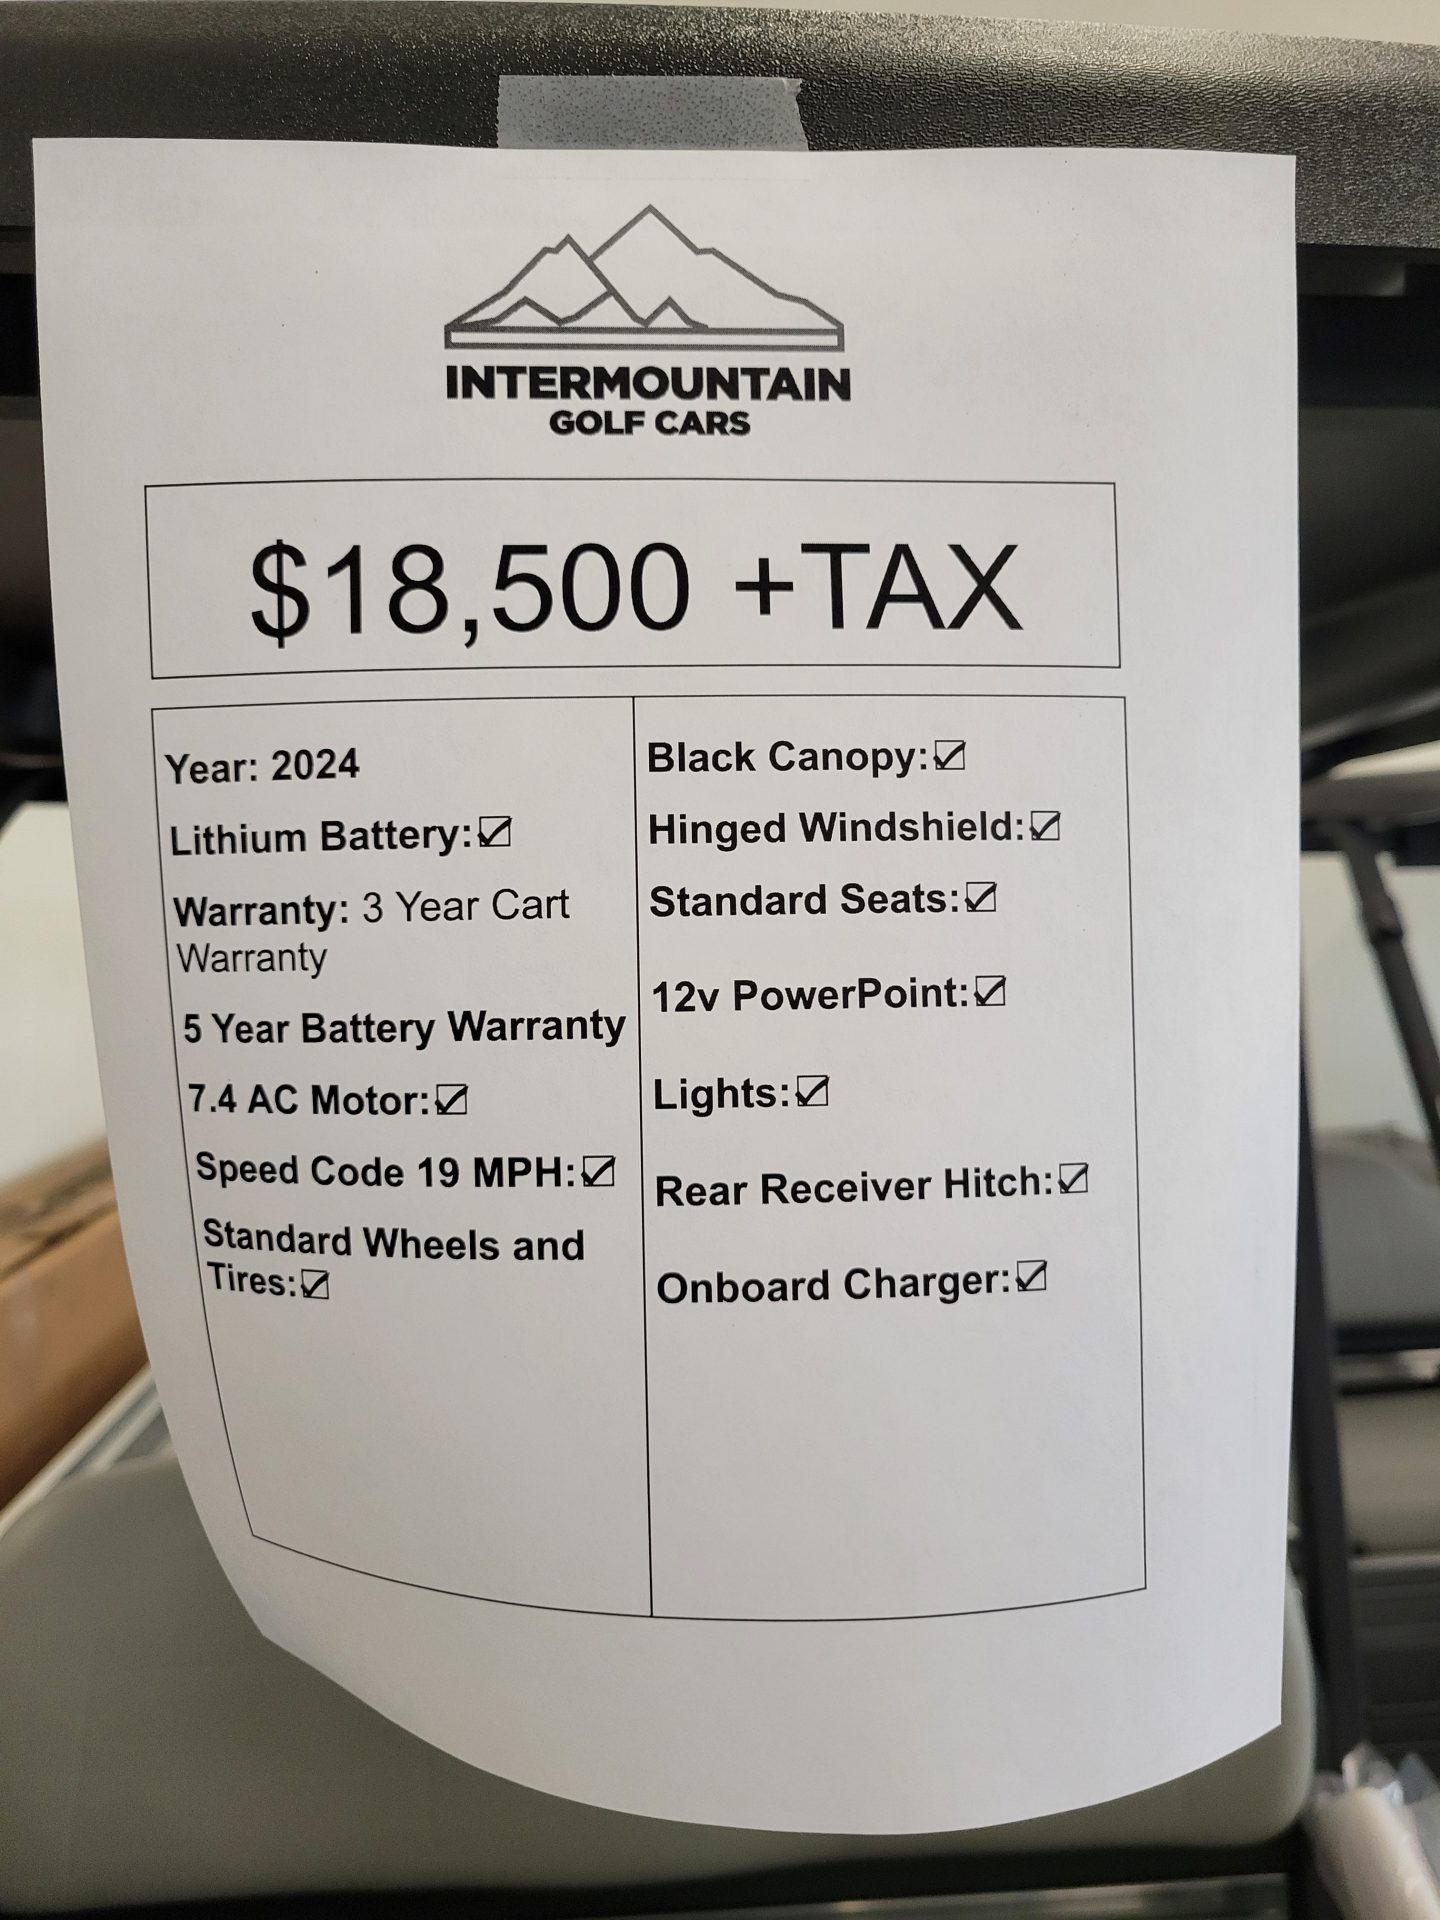 INTERMOUNTAIN
GOLF CARS
$18,500 +TAX
Year: 2024
Lithium Battery:☑
Warranty: 3 Year Cart
Warranty
5 Year Battery Warranty
7.4 AC Motor:☑
Speed Code 19 MPH:☑
Standard Wheels and
Tires:☑
Black Canopy:☑
Hinged Windshield:☑
Standard Seats:☑
12v PowerPoint:☑
Lights:☑
Rear Receiver Hitch:☑
Onboard Charger:☑